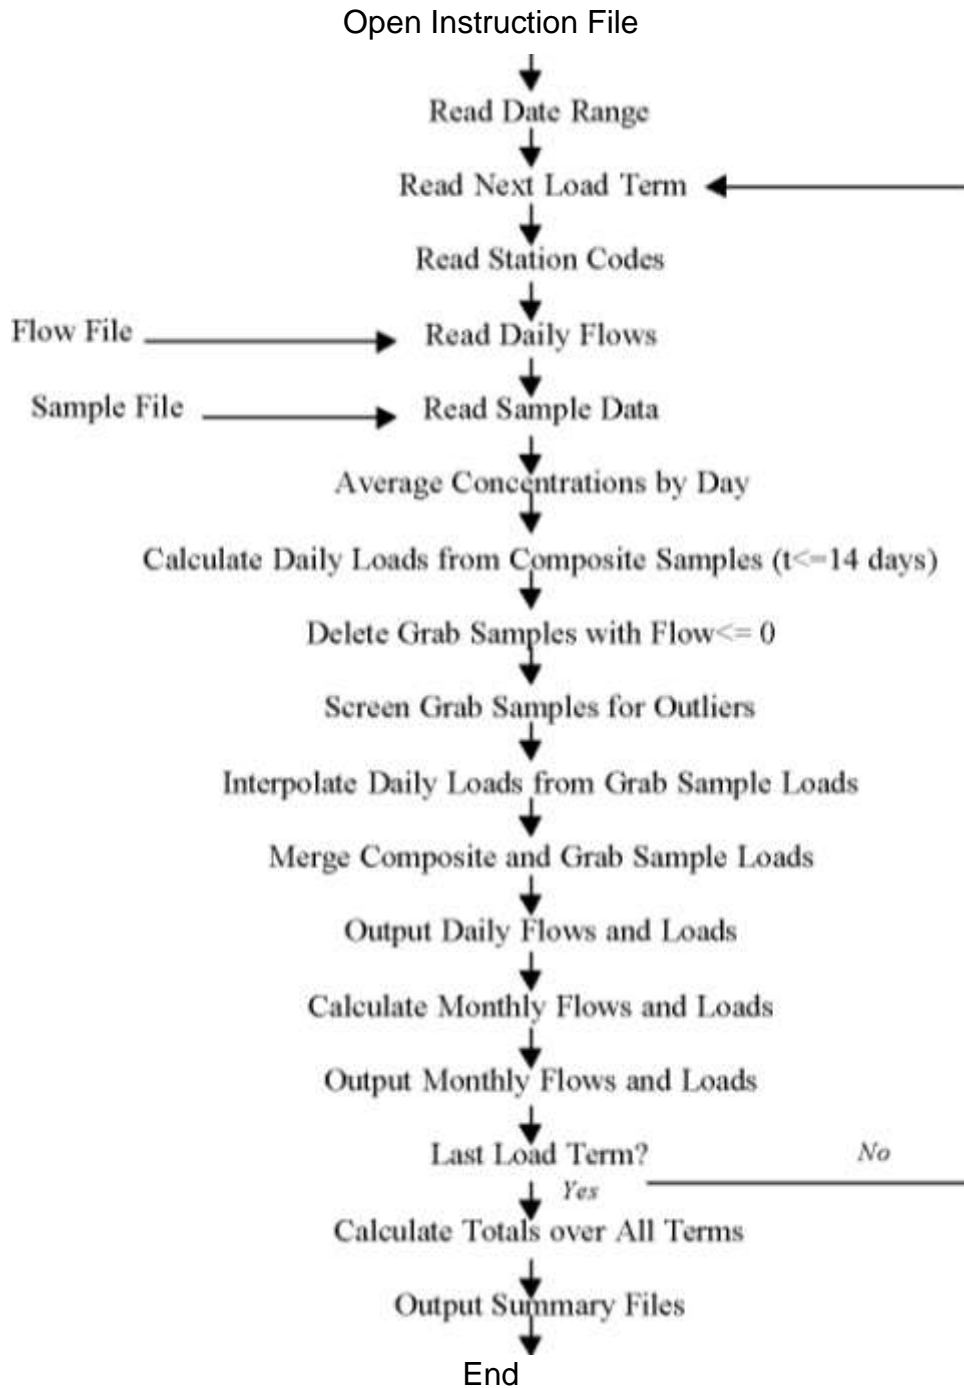 Open Instruction File
Read Date Range
Read Next Load Term
Read Station Codes
Flow File
Read Daily Flows
Sample File
Read Sample Data
Average Concentrations by Day
Calculate Daily Loads from Composite Samples (t<=14 days)
Delete Grab Samples with Flow<= 0
Screen Grab Samples for Outliers
Interpolate Daily Loads from Grab Sample Loads
Merge Composite and Grab Sample Loads
Output Daily Flows and Loads
Calculate Monthly Flows and Loads
Output Monthly Flows and Loads
Last Load Term?
No
Yes
Calculate Totals over All Terms
Output Summary Files
End